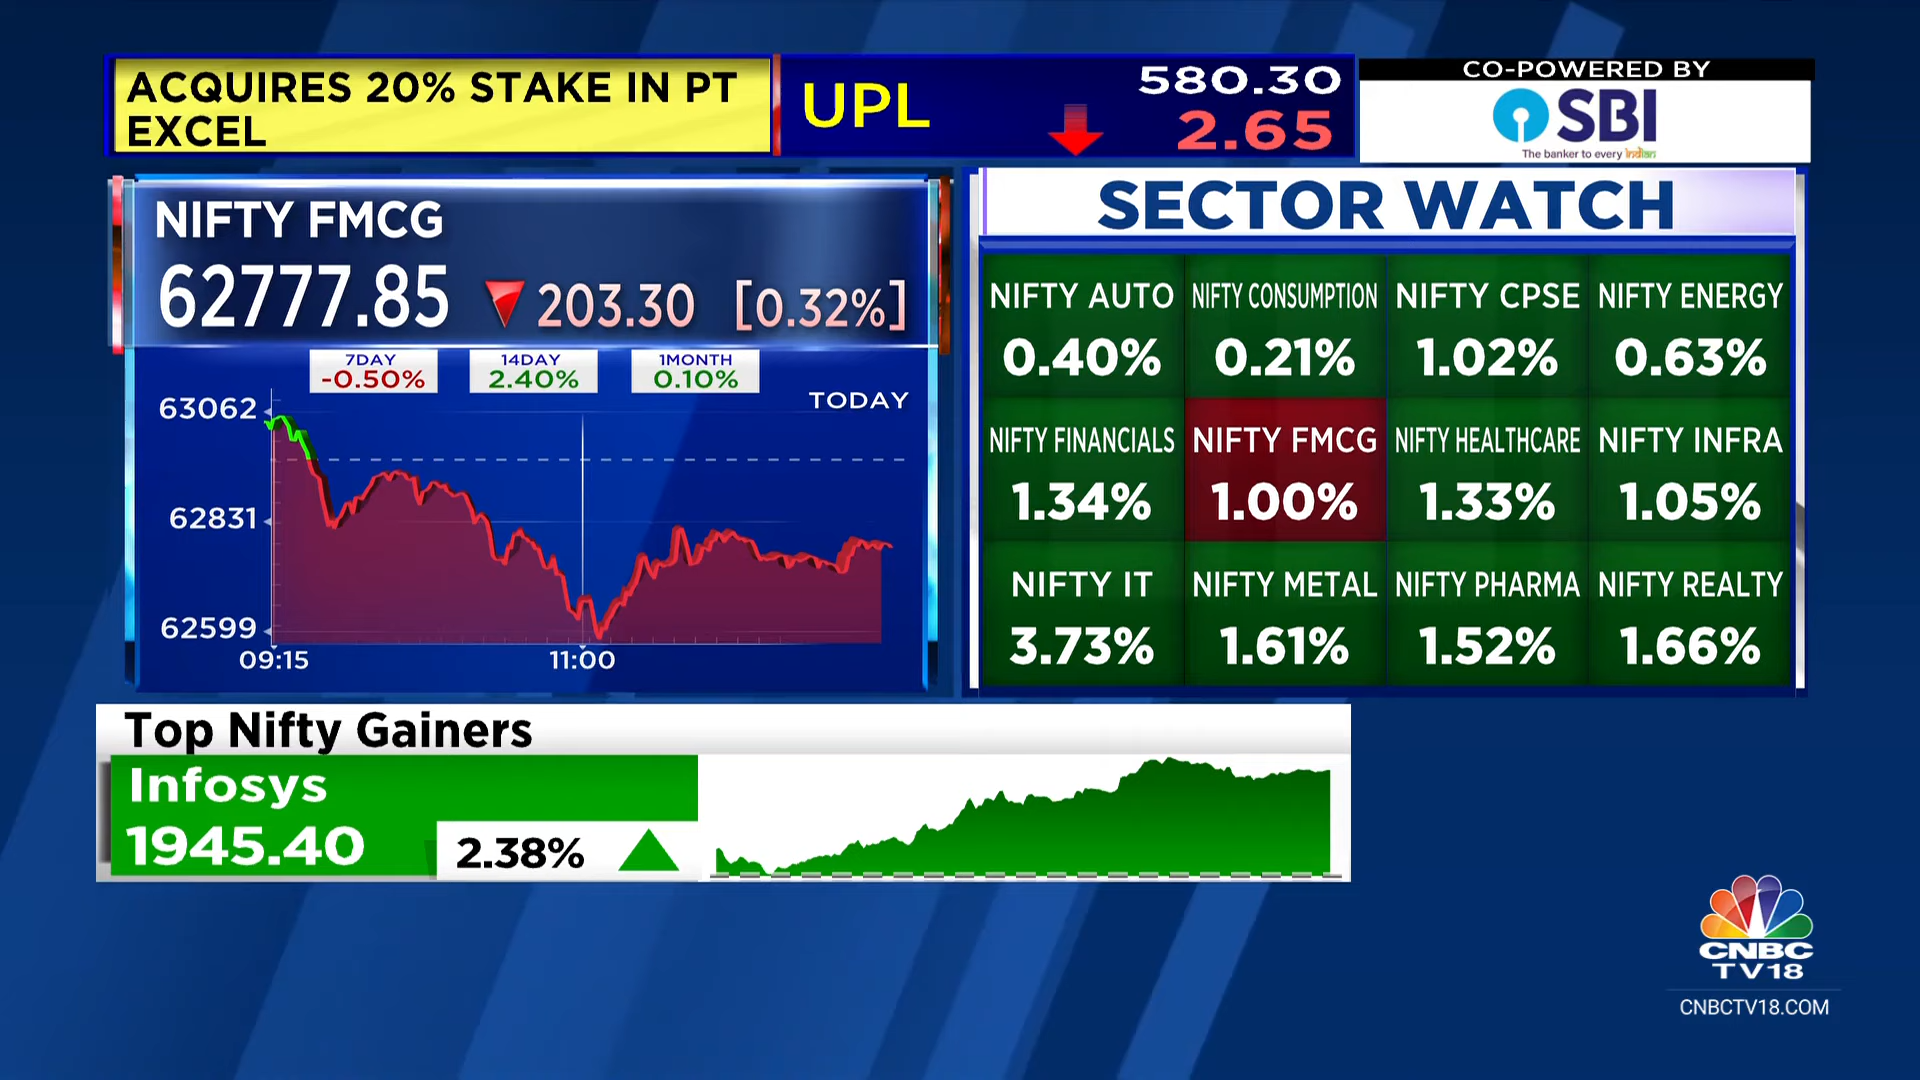 ACQUIRES 20% STAKE IN PT
EXCEL
UPL
580.30
2.65
CO-POWERED BY
SBI
The banker to every indian
NIFTY FMCG
62777.85 203.30 [0.32%]
7DAY 14DAY 1MONTH
-0.50% 2.40% 0.10%
TODAY
63062
62831
62599
09:15 11:00
SECTOR WATCH
NIFTY AUTO NIFTY CONSUMPTION NIFTY CPSE NIFTY ENERGY
0.40% 0.21% 1.02% 0.63%
NIFTY FINANCIALS NIFTY FMCG NIFTY HEALTHCARE NIFTY INFRA
1.34% 1.00% 1.33% 1.05%
NIFTY IT NIFTY METAL NIFTY PHARMA NIFTY REALTY
3.73% 1.61% 1.52% 1.66%
Top Nifty Gainers
Infosys
1945.40 2.38%
CNBC
TV18
CNBCTV18.COM